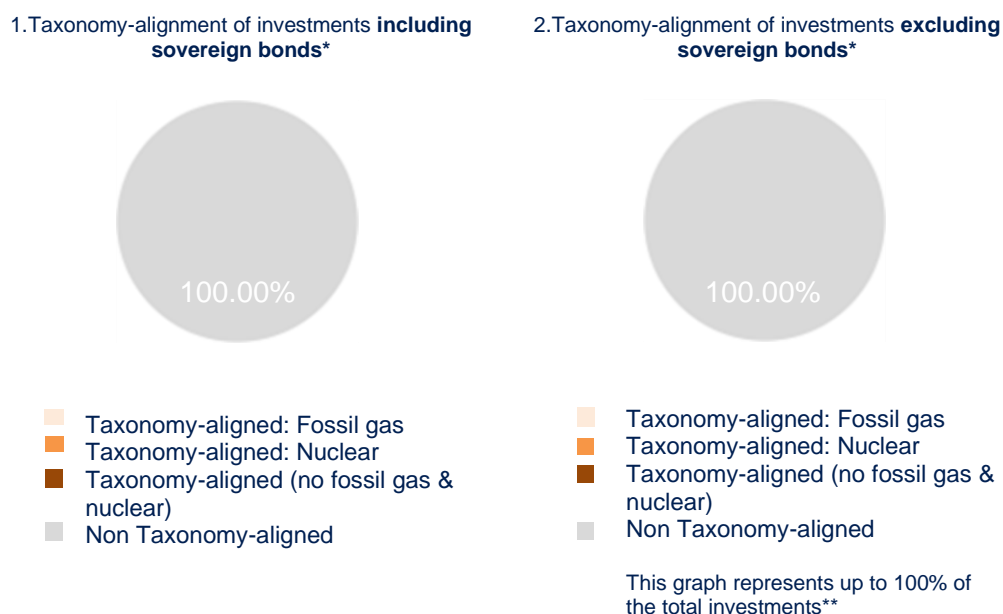 1.Taxonomy-alignment of investments including
sovereign bonds*
100.00%
Taxonomy-aligned: Fossil gas
Taxonomy-aligned: Nuclear
Taxonomy-aligned (no fossil gas &
nuclear)
Non Taxonomy-aligned
2.Taxonomy-alignment of investments excluding
sovereign bonds*
100.00%
Taxonomy-aligned: Fossil gas
Taxonomy-aligned: Nuclear
Taxonomy-aligned (no fossil gas &
nuclear)
Non Taxonomy-aligned
This graph represents up to 100% of
the total investments**